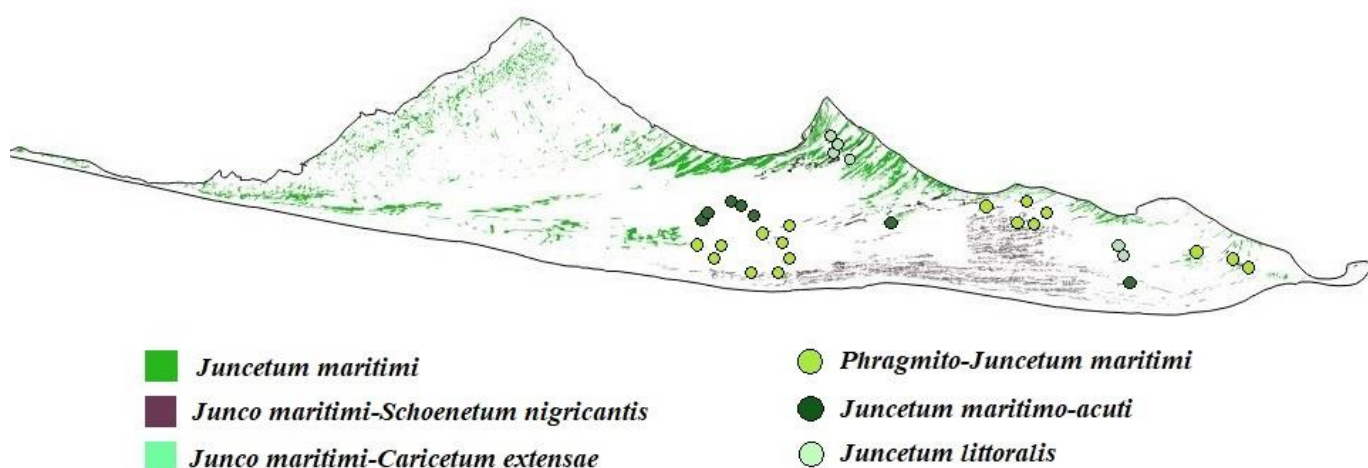 Juncetum maritimi
Junco maritimi-Schoenetum nigricantis
Junco maritimi-Caricetum extensae
Phragmito-Juncetum maritimi
Juncetum maritimo-acuti
Juncetum littoralis